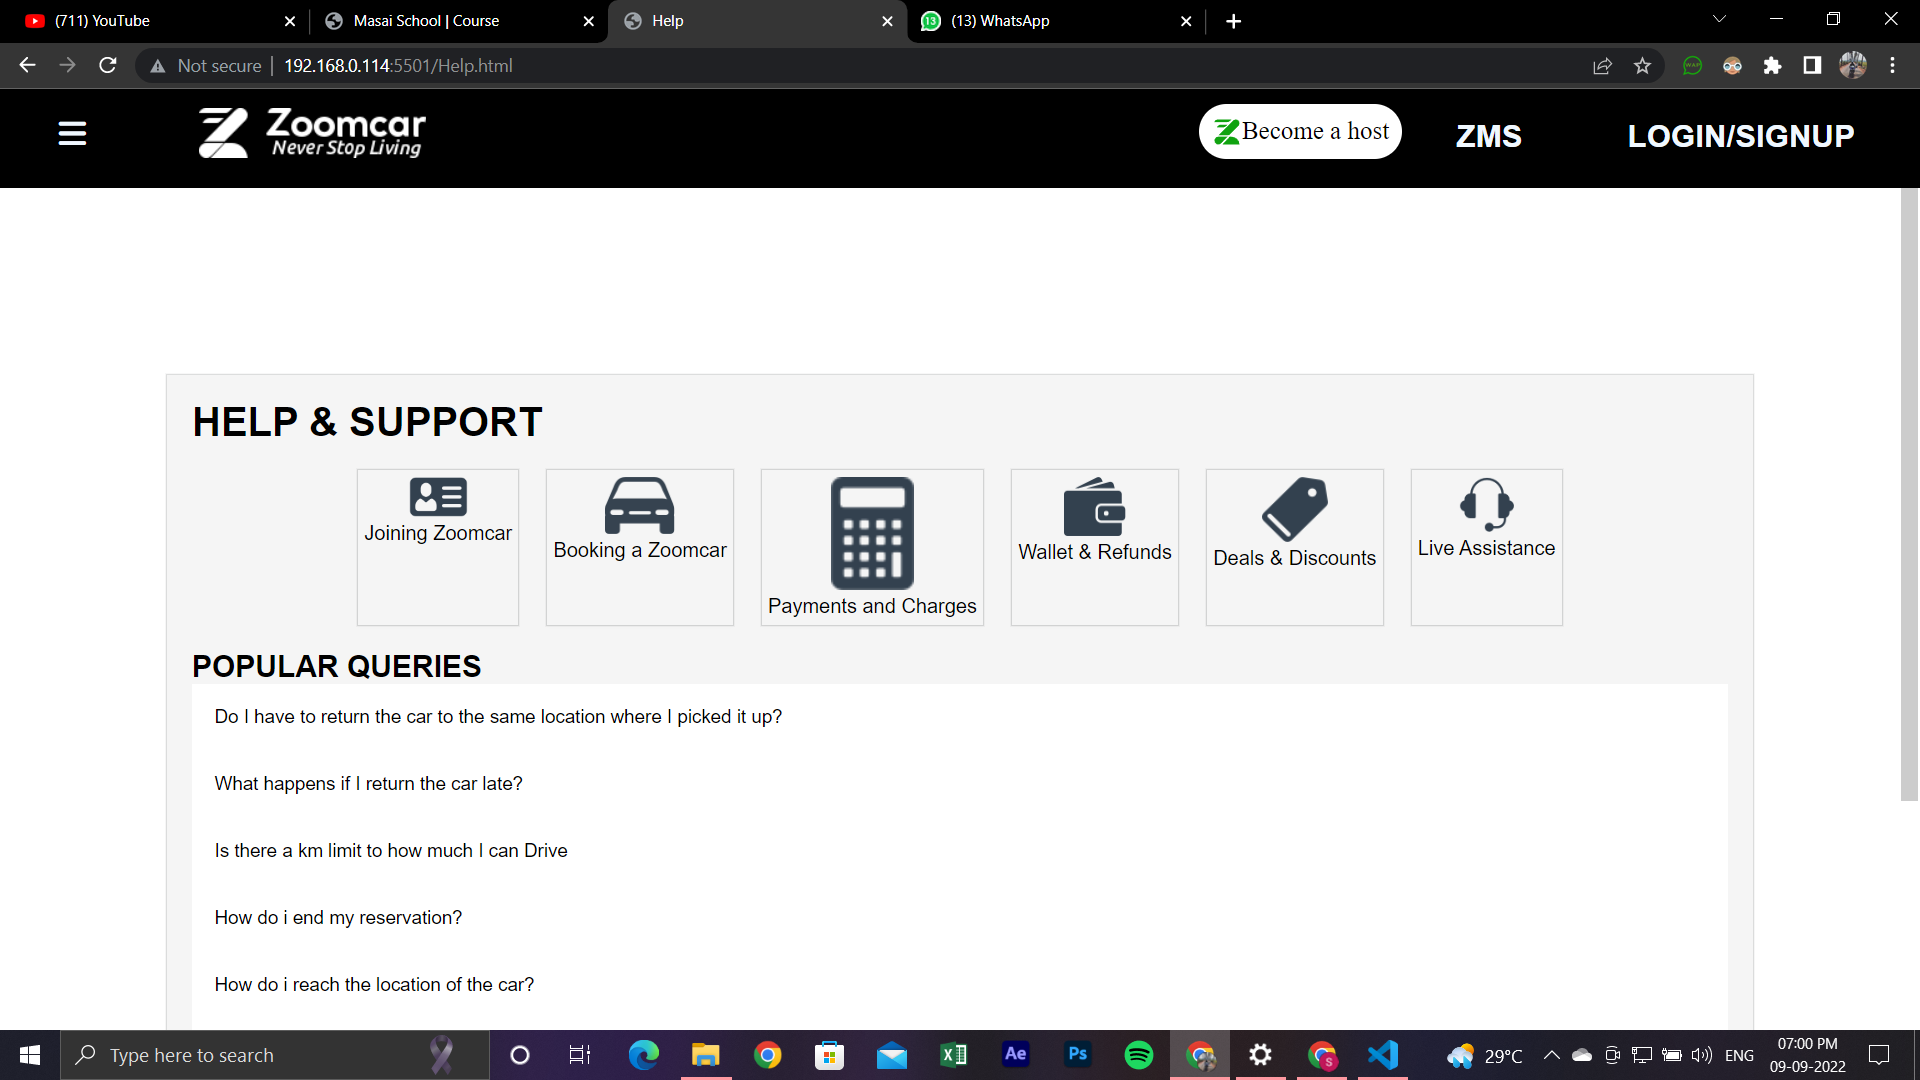 (711) YouTube
Masai School | Course
Help
(13) WhatsApp
Not secure | 192.168.0.114:5501/Help.html
Zoomcar
Never Stop Living
Become a host
ZMS
LOGIN/SIGNUP
HELP & SUPPORT
Joining Zoomcar
Booking a Zoomcar
Payments and Charges
Wallet & Refunds
Deals & Discounts
Live Assistance
POPULAR QUERIES
Do I have to return the car to the same location where I picked it up?
What happens if I return the car late?
Is there a km limit to how much I can Drive
How do i end my reservation?
How do i reach the location of the car?
Type here to search
Ae
Ps
S
29°C
ENG
07:00 PM
09-09-2022